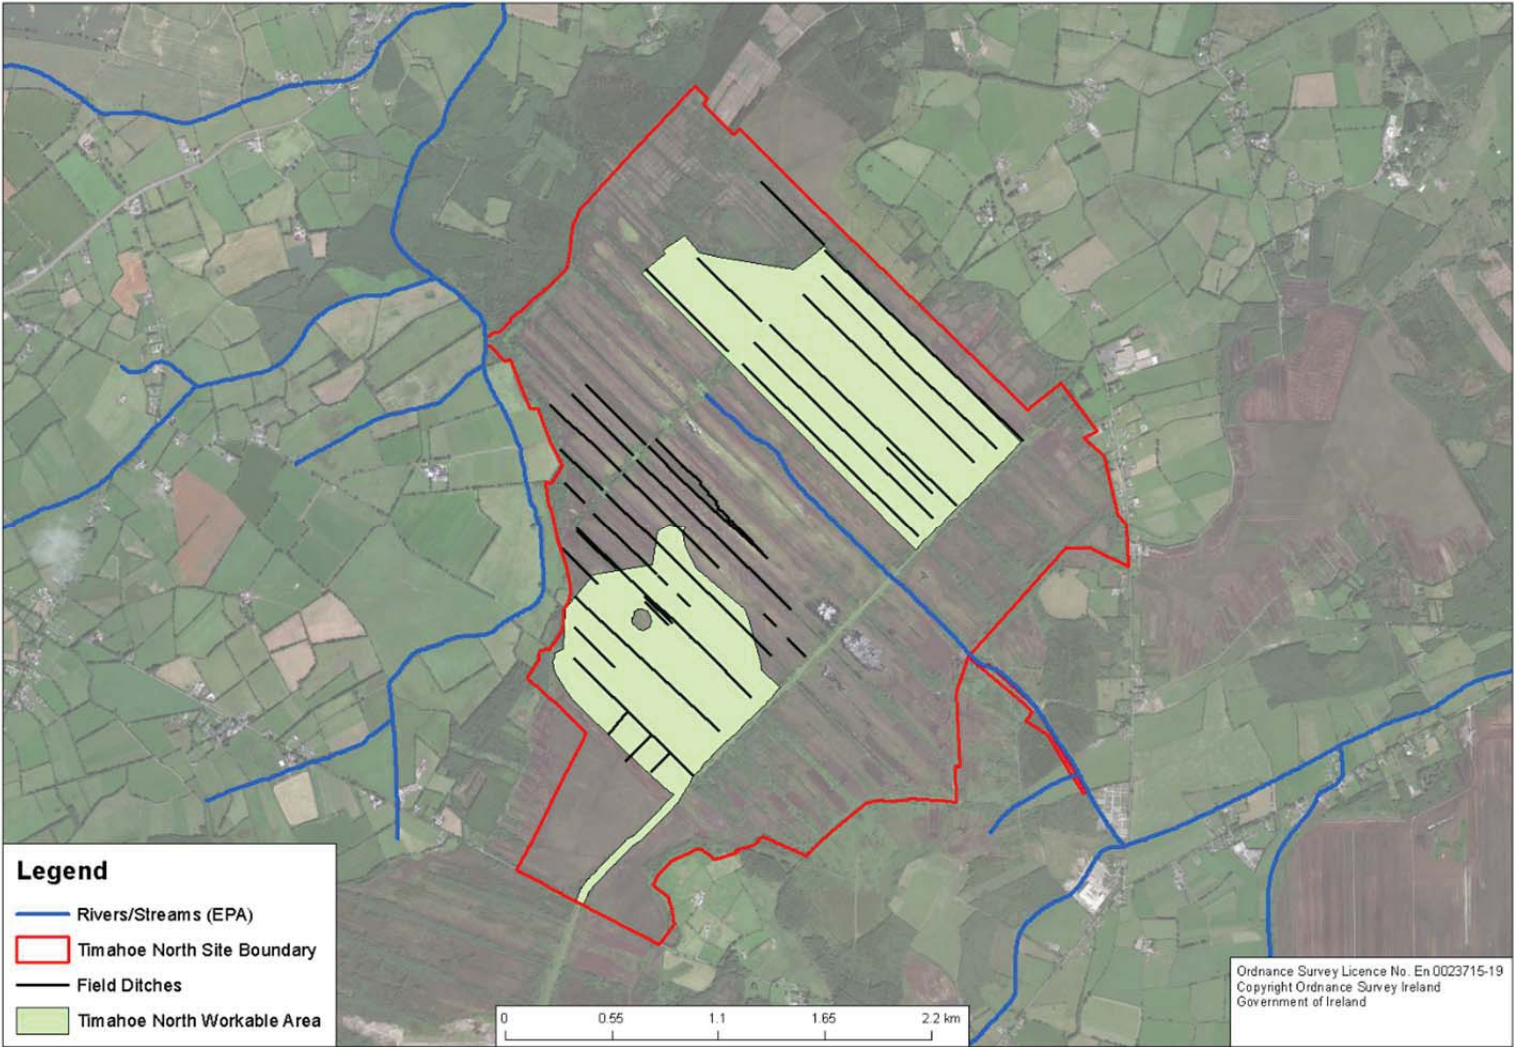 Legend
Rivers/Streams (EPA)
Timahoe North Site Boundary
Field Ditches
Timahoe North Workable Area
0 0.55 1.1 1.65 2.2 km
Ordnance Survey Licence No. En 0023715-19
Copyright Ordnance Survey Ireland
Government of Ireland